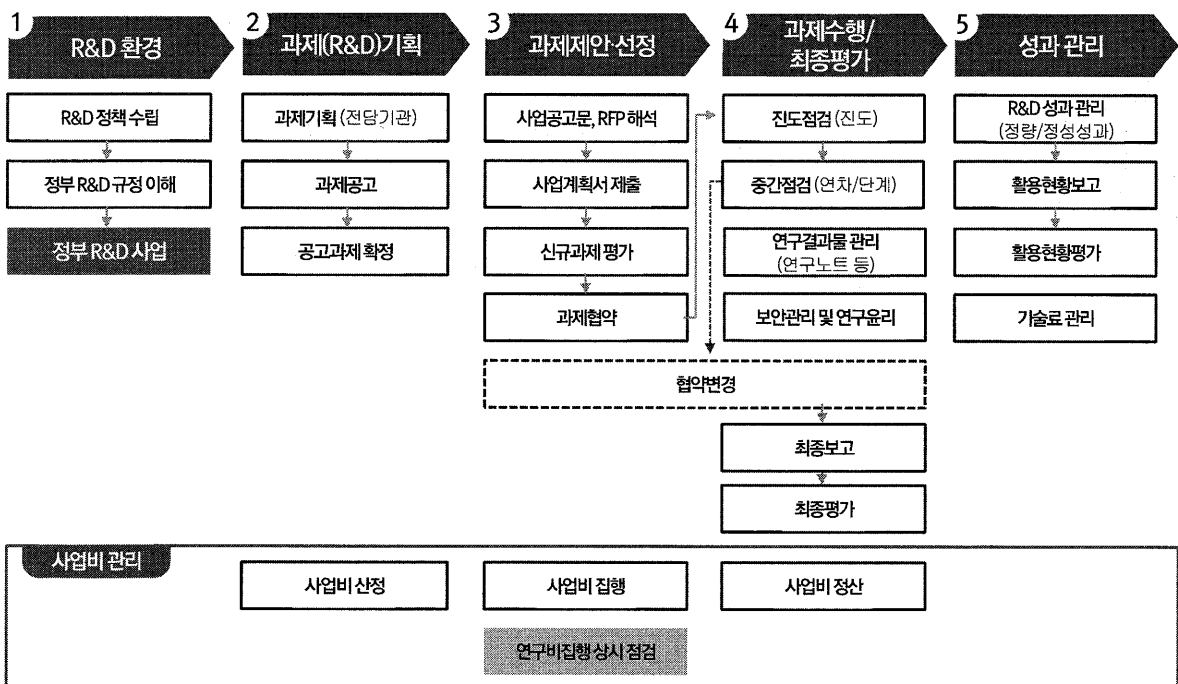 1
R&D 환경
2
과제(R&D)기획
3
과제제안·선정
4
과제수행/
최종평가
5
성과 관리
R&D 정책 수립
정부 R&D 규정 이해
정부 R&D 사업
과제기획 (전담기관)
과제공고
공고과제 확정
사업공고문, RFP 해석
사업계획서 제출
신규과제 평가
과제협약
진도점검 (진도)
중간점검 (연차/단계)
연구결과물 관리
(연구노트 등)
보안관리 및 연구윤리
R&D 성과 관리
(정량/정성성과)
활용현황보고
활용현황평가
기술료 관리
협약변경
최종보고
최종평가
사업비 관리
사업비 산정
사업비 집행
사업비 정산
연구비집행 상시 점검